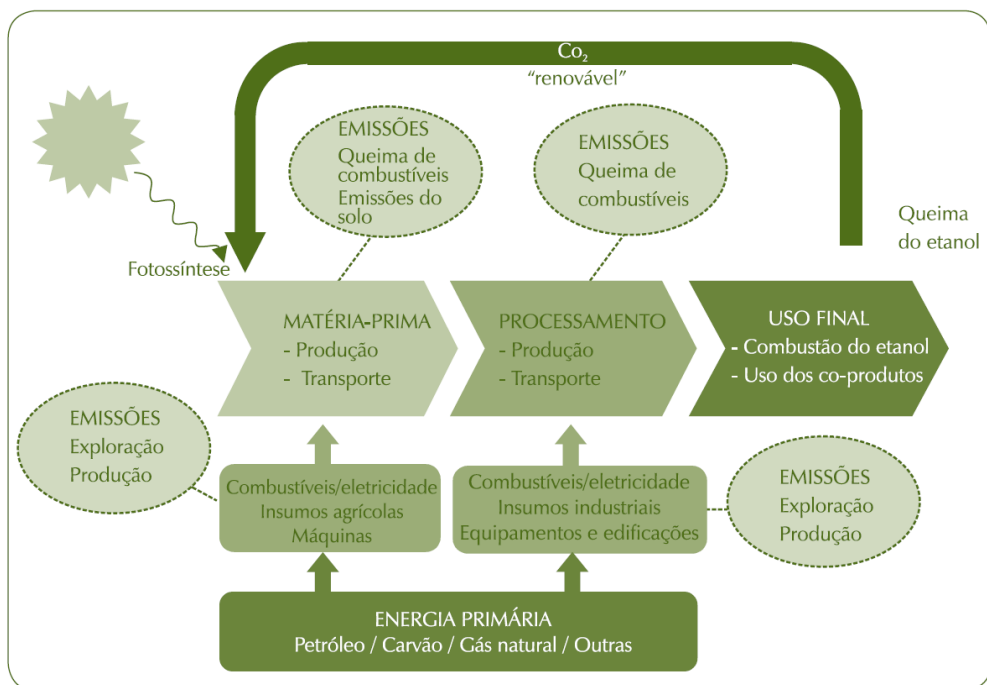 Co₂
“renovável”
EMISSÕES
Queima de
combustíveis
Emissões do
solo
EMISSÕES
Queima de
combustíveis
Queima
do etanol
Fotossíntese
MATÉRIA-PRIMA
- Produção
- Transporte
PROCESSAMENTO
- Produção
- Transporte
USO FINAL
- Combustão do etanol
- Uso dos co-produtos
EMISSÕES
Exploração
Produção
Combustíveis/eletricidade
Insumos agrícolas
Máquinas
Combustíveis/eletricidade
Insumos industriais
Equipamentos e edificações
EMISSÕES
Exploração
Produção
ENERGIA PRIMÁRIA
Petróleo / Carvão / Gás natural / Outras